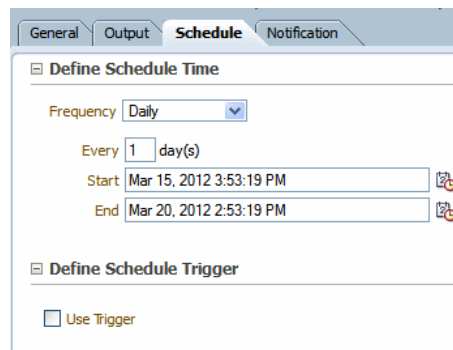 General Output Schedule Notification
Define Schedule Time
Frequency Daily
Every 1 day(s)
Start Mar 15, 2012 3:53:19 PM
End Mar 20, 2012 2:53:19 PM
Define Schedule Trigger
Use Trigger